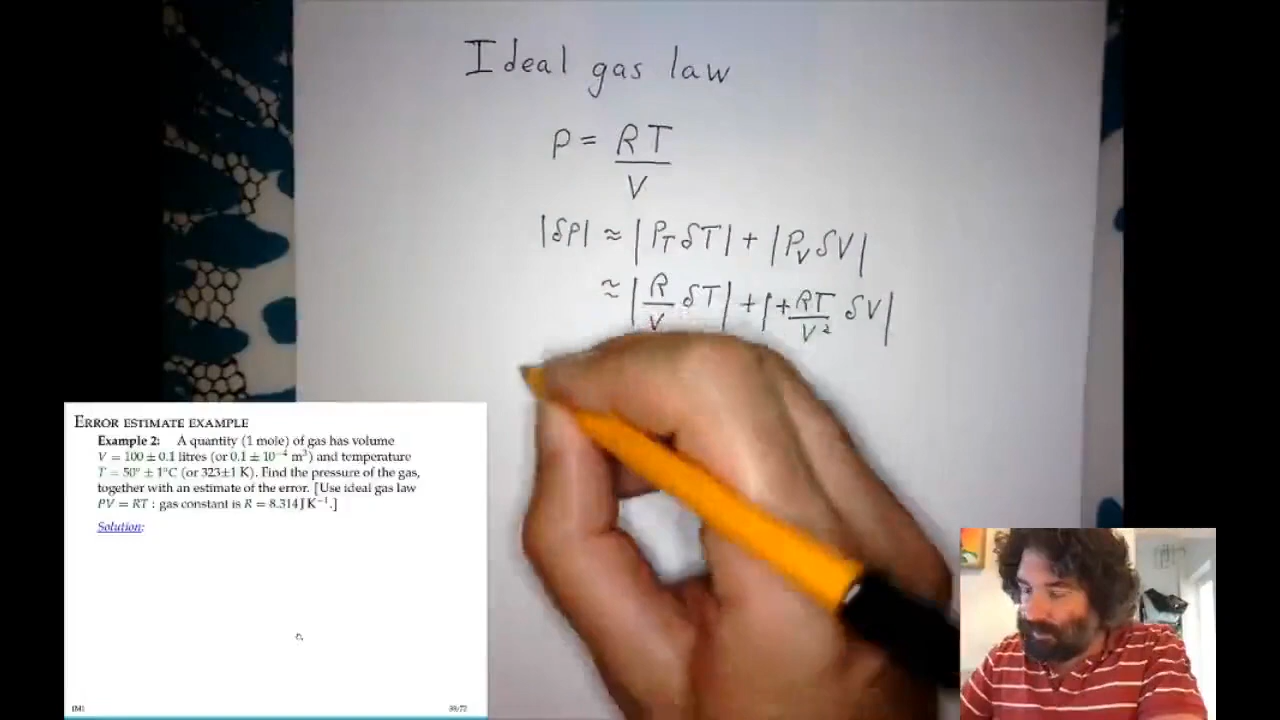 Ideal gas law
P = RT / V
|δP| ≈ |P_T δT| + |P_V δV|
≈ |R/V δT| + |+RT/V² δV|
ERROR ESTIMATE EXAMPLE
Example 2: A quantity (1 mole) of gas has volume
V = 100 ± 0.1 litres (or 0.1 ± 10⁻⁴ m³) and temperature
T = 50° ± 1°C (or 323±1 K). Find the pressure of the gas,
together with an estimate of the error. [Use ideal gas law
PV = RT : gas constant is R = 8.314 J K⁻¹.]
Solution:
IM1